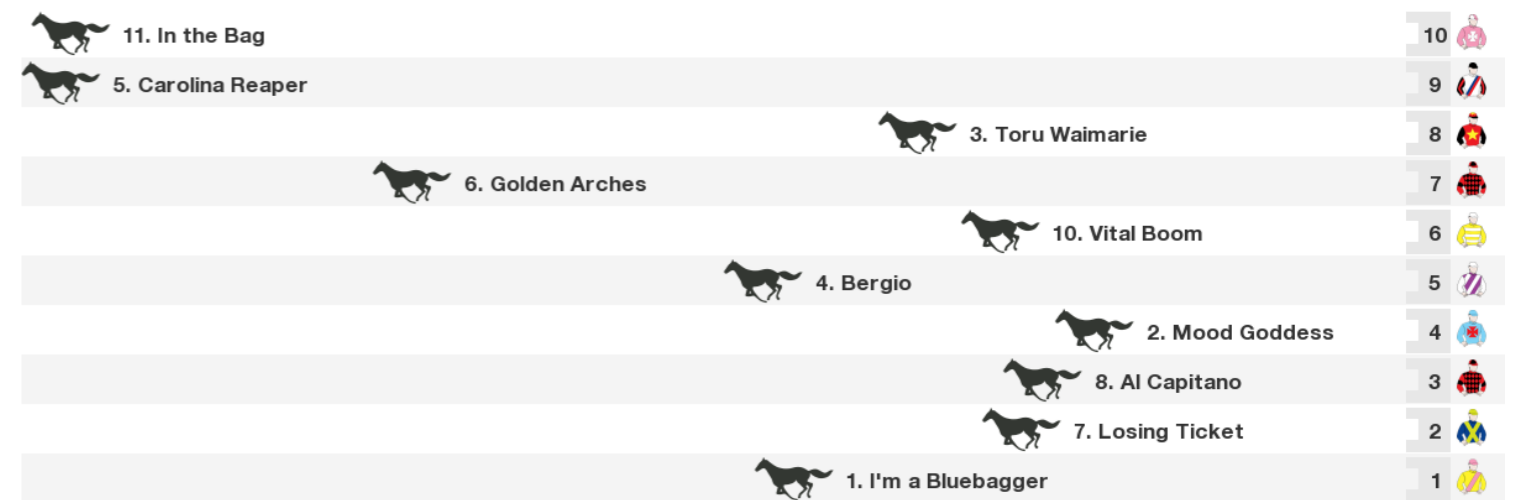 11. In the Bag 10
5. Carolina Reaper 9
3. Toru Waimarie 8
6. Golden Arches 7
10. Vital Boom 6
4. Bergio 5
2. Mood Goddess 4
8. Al Capitano 3
7. Losing Ticket 2
1. I'm a Bluebagger 1